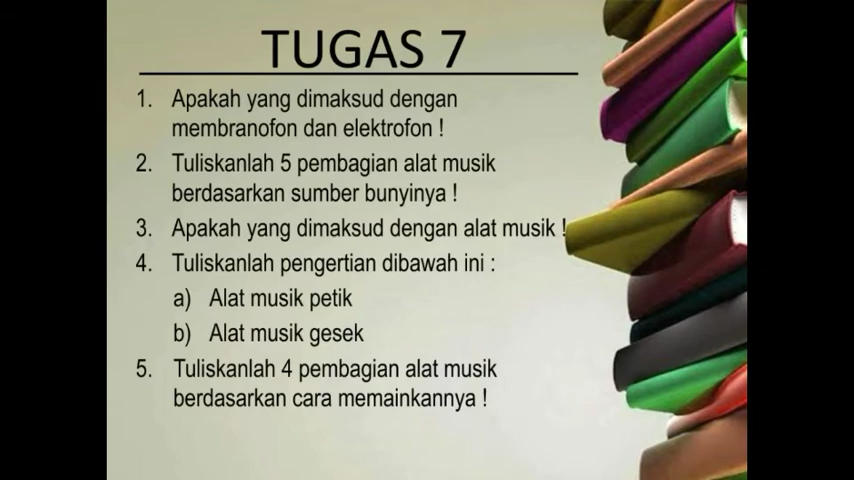 TUGAS 7
1. Apakah yang dimaksud dengan
membranofon dan elektrofon !
2. Tuliskanlah 5 pembagian alat musik
berdasarkan sumber bunyinya !
3. Apakah yang dimaksud dengan alat musik !
4. Tuliskanlah pengertian dibawah ini :
a) Alat musik petik
b) Alat musik gesek
5. Tuliskanlah 4 pembagian alat musik
berdasarkan cara memainkannya !